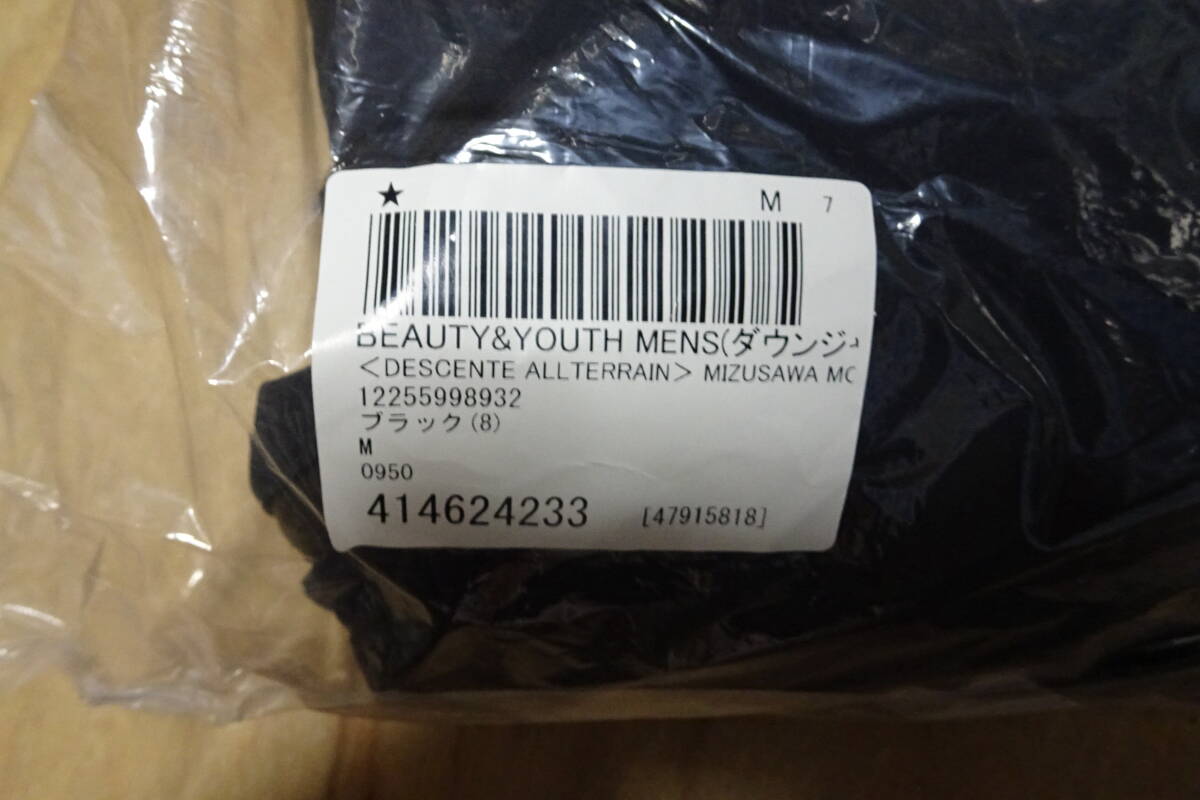 ★ M 7
BEAUTY&YOUTH MENS(ダウンジ
<DESCENTE ALLTERRAIN> MIZUSAWA MO
12255998932
ブラック(8)
M
0950
414624233 [47915818]